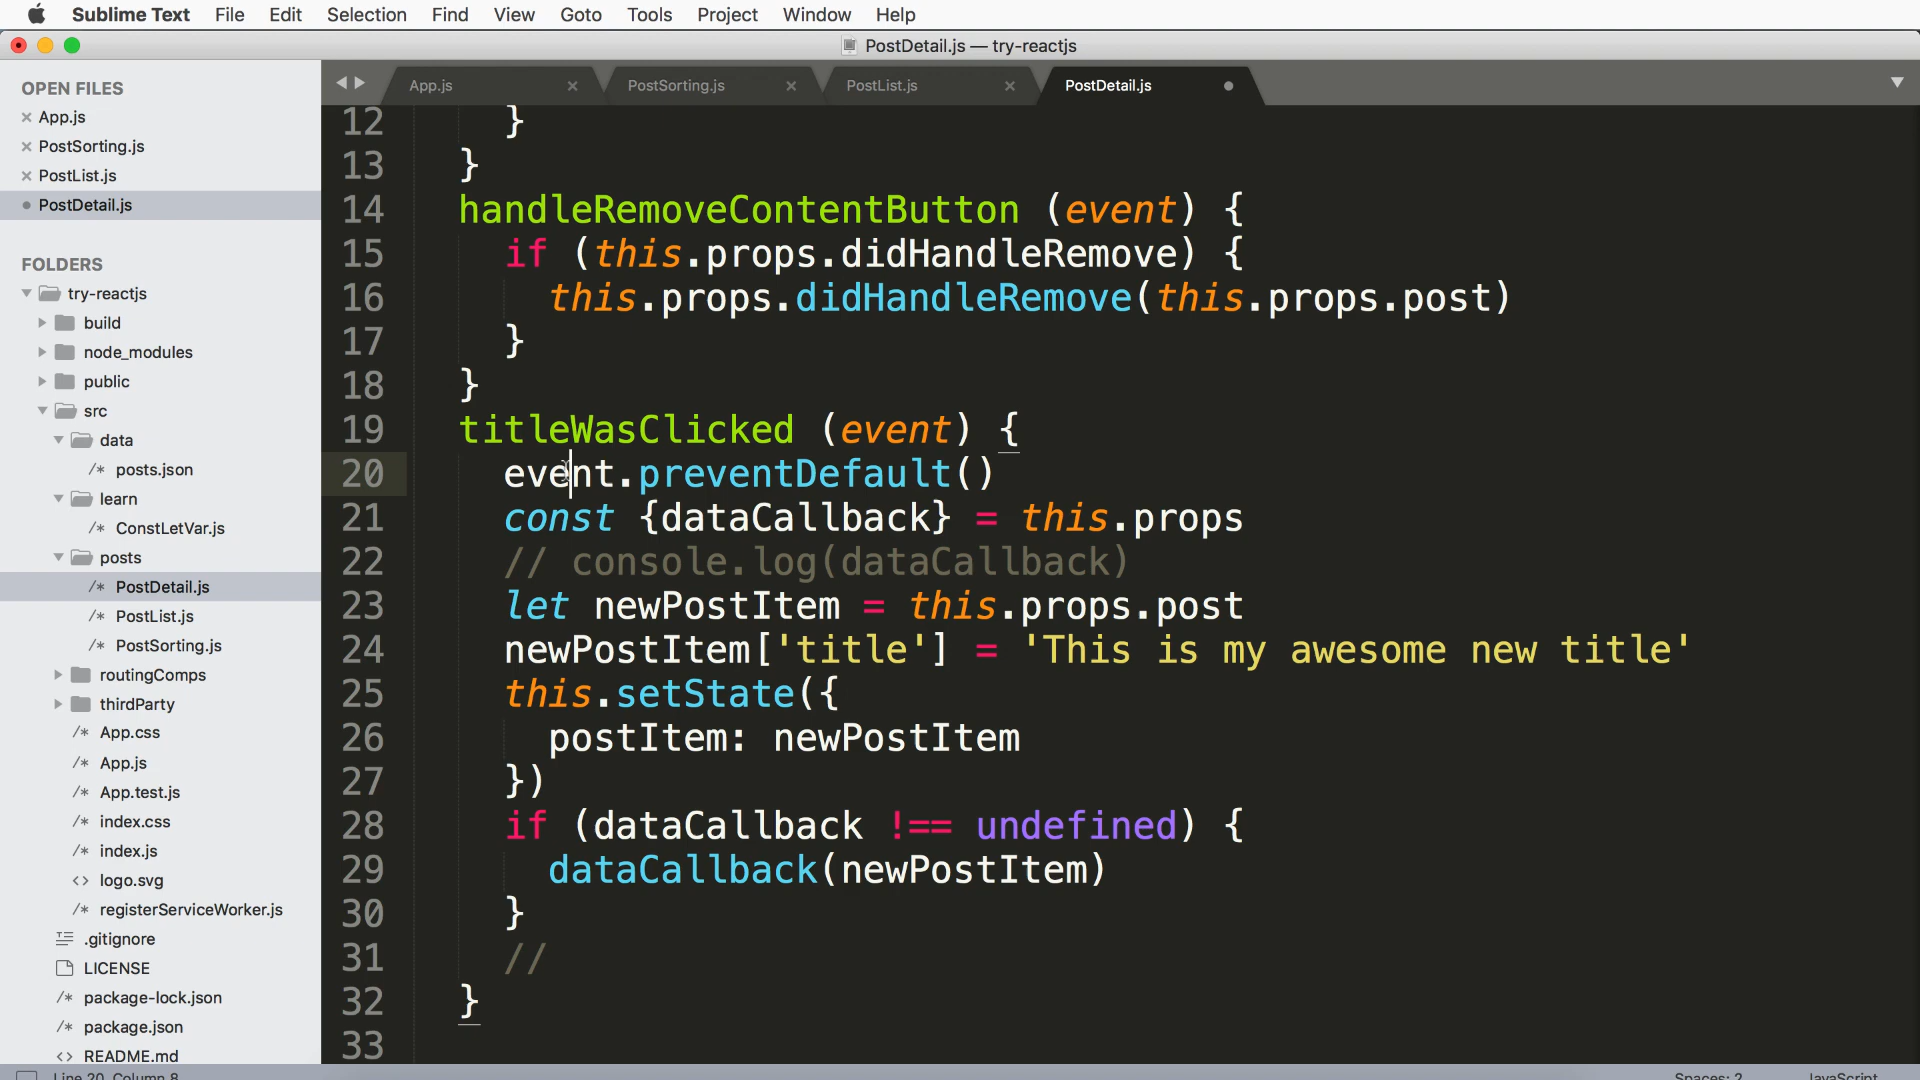 Sublime Text File Edit Selection Find View Goto Tools Project Window Help
PostDetail.js — try-reactjs
OPEN FILES
App.js
PostSorting.js
PostList.js
PostDetail.js
FOLDERS
try-reactjs
build
node_modules
public
src
data
/* posts.json
learn
/* ConstLetVar.js
posts
/* PostDetail.js
/* PostList.js
/* PostSorting.js
routingComps
thirdParty
/* App.css
/* App.js
/* App.test.js
/* index.css
/* index.js
<> logo.svg
/* registerServiceWorker.js
.gitignore
LICENSE
/* package-lock.json
/* package.json
<> README.md
App.js PostSorting.js PostList.js PostDetail.js
12 }
13 }
14 handleRemoveContentButton (event) {
15 if (this.props.didHandleRemove) {
16 this.props.didHandleRemove(this.props.post)
17 }
18 }
19 titleWasClicked (event) {
20 event.preventDefault()
21 const {dataCallback} = this.props
22 // console.log(dataCallback)
23 let newPostItem = this.props.post
24 newPostItem['title'] = 'This is my awesome new title'
25 this.setState({
26 postItem: newPostItem
27 })
28 if (dataCallback !== undefined) {
29 dataCallback(newPostItem)
30 }
31 //
32 }
33
Line 20, Column 8 Spaces: 2 JavaScript